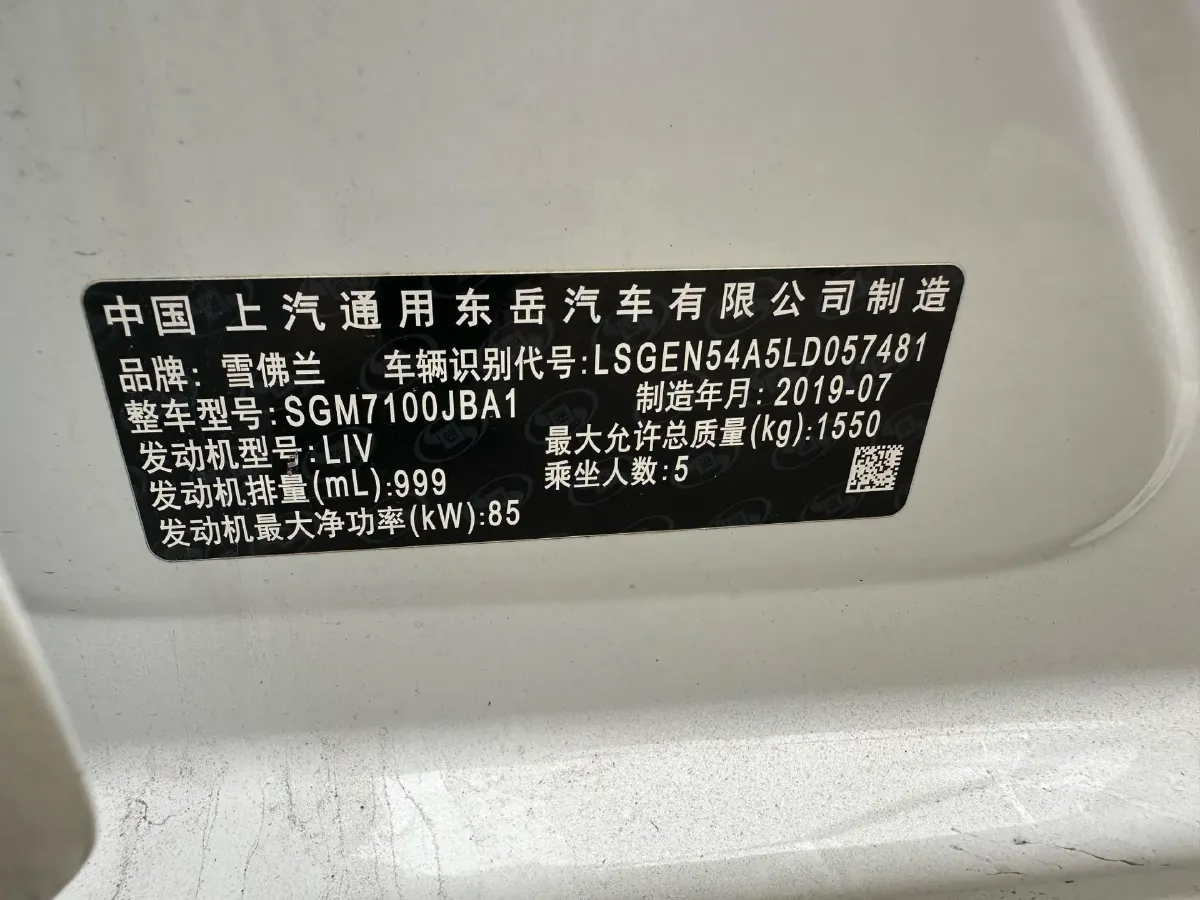 中国 上汽通用东岳汽车有限公司制造
品牌: 雪佛兰 车辆识别代号:LSGEN54A5LD057481
整车型号:SGM7100JBA1 制造年月:2019-07
发动机型号:LIV 最大允许总质量(kg):1550
发动机排量(mL):999 乘坐人数:5
发动机最大净功率(kW):85